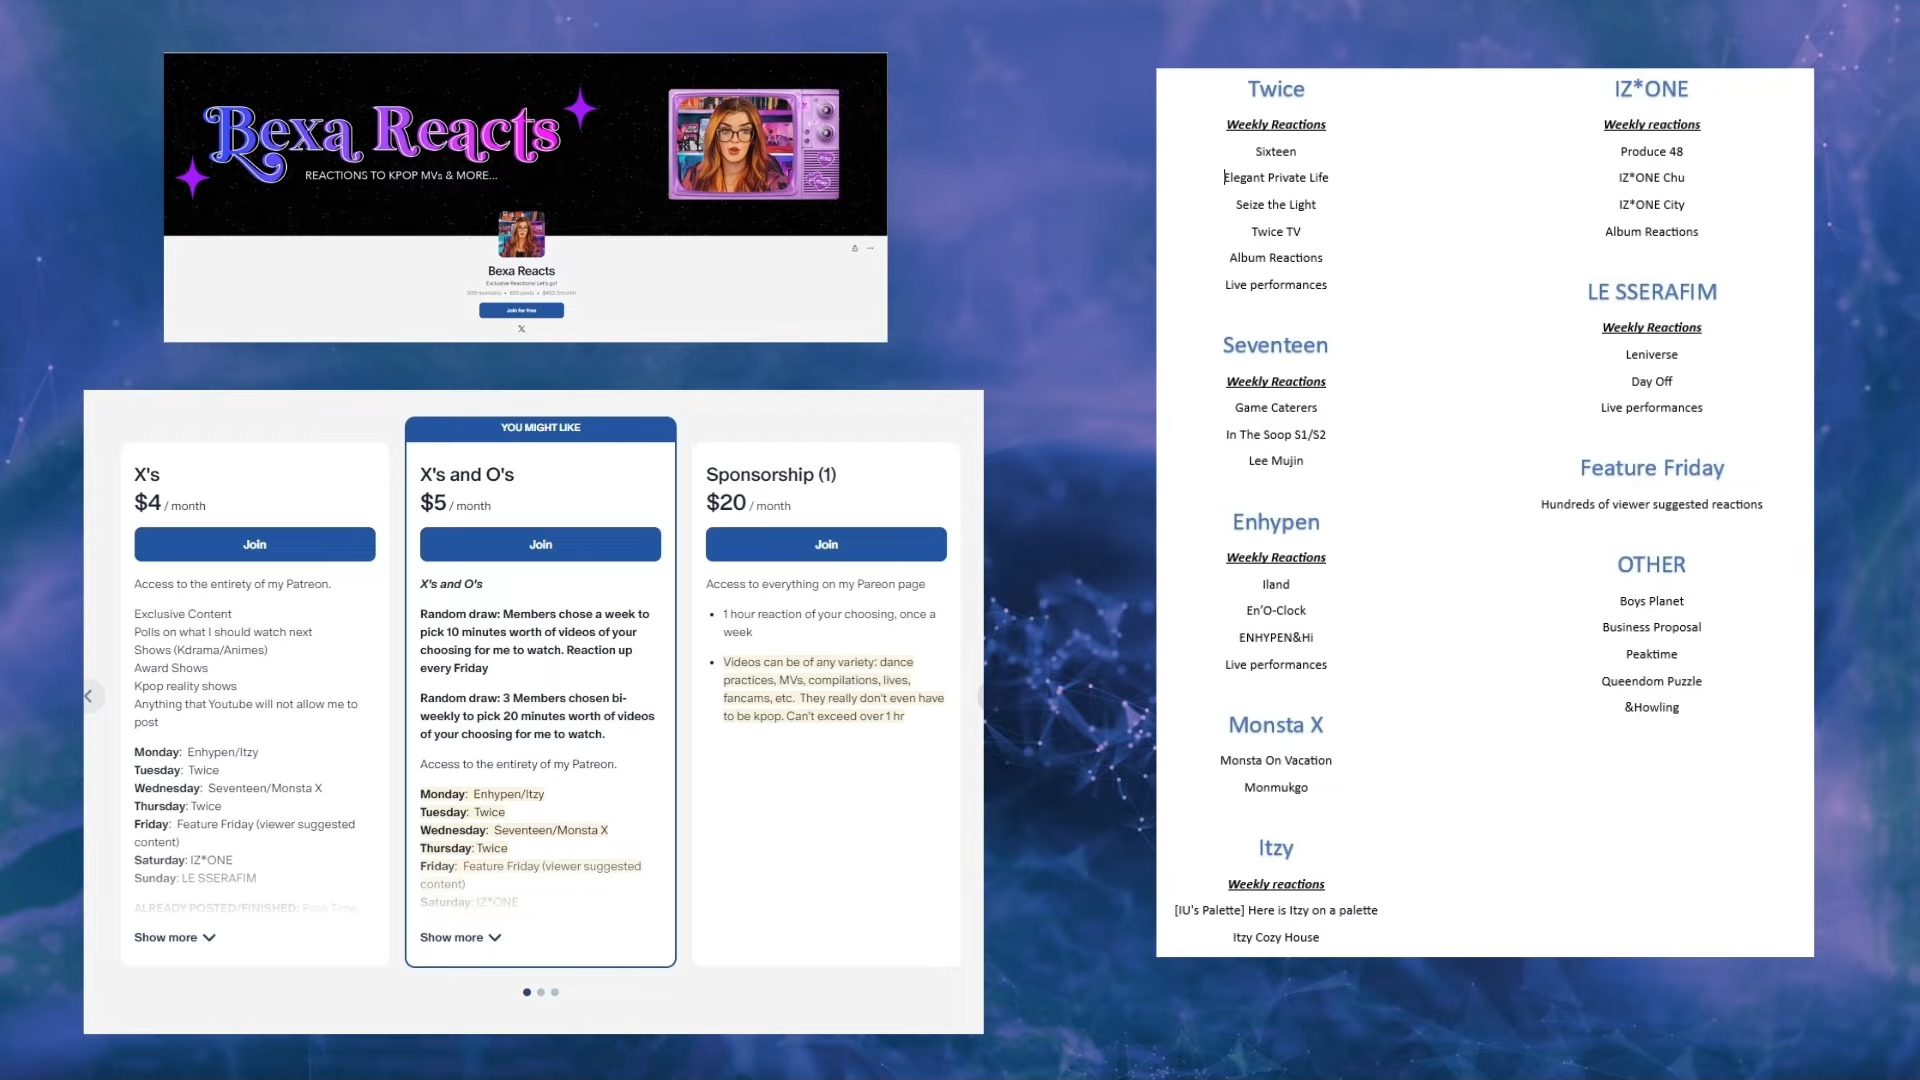 Bexa Reacts
REACTIONS TO KPOP MVs & MORE...
Bexa Reacts
Exclusive Reactions! Let's go!
Join for free
YOU MIGHT LIKE
X's
$4 / month
Join
Access to the entirety of my Patreon.
Exclusive Content
Polls on what I should watch next
Shows (Kdrama/Animes)
Award Shows
Kpop reality shows
Anything that Youtube will not allow me to
post
Monday: Enhypen/Itzy
Tuesday: Twice
Wednesday: Seventeen/Monsta X
Thursday: Twice
Friday: Feature Friday (viewer suggested
content)
Saturday: IZ*ONE
Sunday: LE SSERAFIM
ALREADY POSTED/FINISHED: Peak Time,
Show more
X's and O's
$5 / month
Join
X's and O's
Random draw: Members chose a week to
pick 10 minutes worth of videos of your
choosing for me to watch. Reaction up
every Friday
Random draw: 3 Members chosen bi-
weekly to pick 20 minutes worth of videos
of your choosing for me to watch.
Access to the entirety of my Patreon.
Monday: Enhypen/Itzy
Tuesday: Twice
Wednesday: Seventeen/Monsta X
Thursday: Twice
Friday: Feature Friday (viewer suggested
content)
Saturday: IZ*ONE
Show more
Sponsorship (1)
$20 / month
Join
Access to everything on my Pareon page
• 1 hour reaction of your choosing, once a
week
• Videos can be of any variety: dance
practices, MVs, compilations, lives,
fancams, etc. They really don't even have
to be kpop. Can't exceed over 1 hr
Twice
Weekly Reactions
Sixteen
Elegant Private Life
Seize the Light
Twice TV
Album Reactions
Live performances
Seventeen
Weekly Reactions
Game Caterers
In The Soop S1/S2
Lee Mujin
Enhypen
Weekly Reactions
Iland
En'O-Clock
ENHYPEN&Hi
Live performances
Monsta X
Monsta On Vacation
Monmukgo
Itzy
Weekly reactions
[IU's Palette] Here is Itzy on a palette
Itzy Cozy House
IZ*ONE
Weekly reactions
Produce 48
IZ*ONE Chu
IZ*ONE City
Album Reactions
LE SSERAFIM
Weekly Reactions
Leniverse
Day Off
Live performances
Feature Friday
Hundreds of viewer suggested reactions
OTHER
Boys Planet
Business Proposal
Peaktime
Queendom Puzzle
&Howling